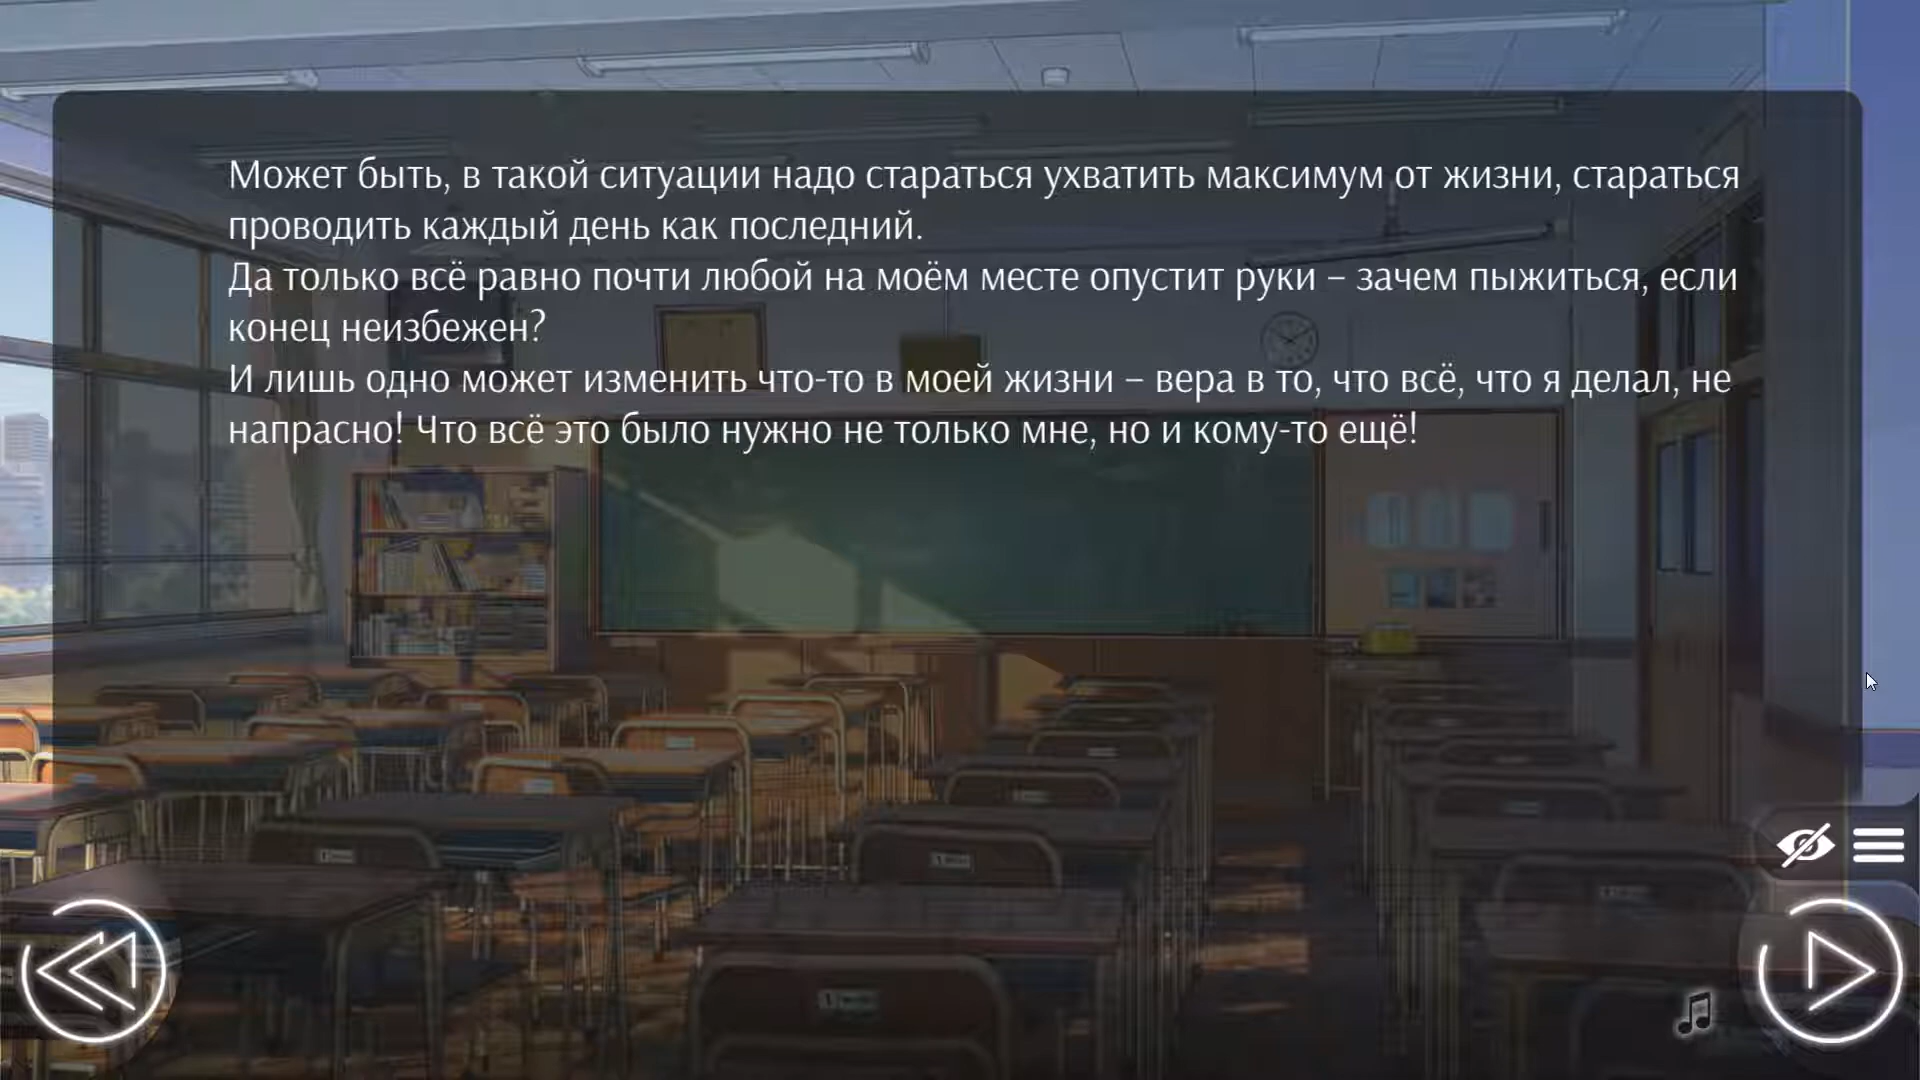 Может быть, в такой ситуации надо стараться ухватить максимум от жизни, стараться
проводить каждый день как последний.
Да только всё равно почти любой на моём месте опустит руки – зачем пыжиться, если
конец неизбежен?
И лишь одно может изменить что-то в моей жизни – вера в то, что всё, что я делал, не
напрасно! Что всё это было нужно не только мне, но и кому-то ещё!